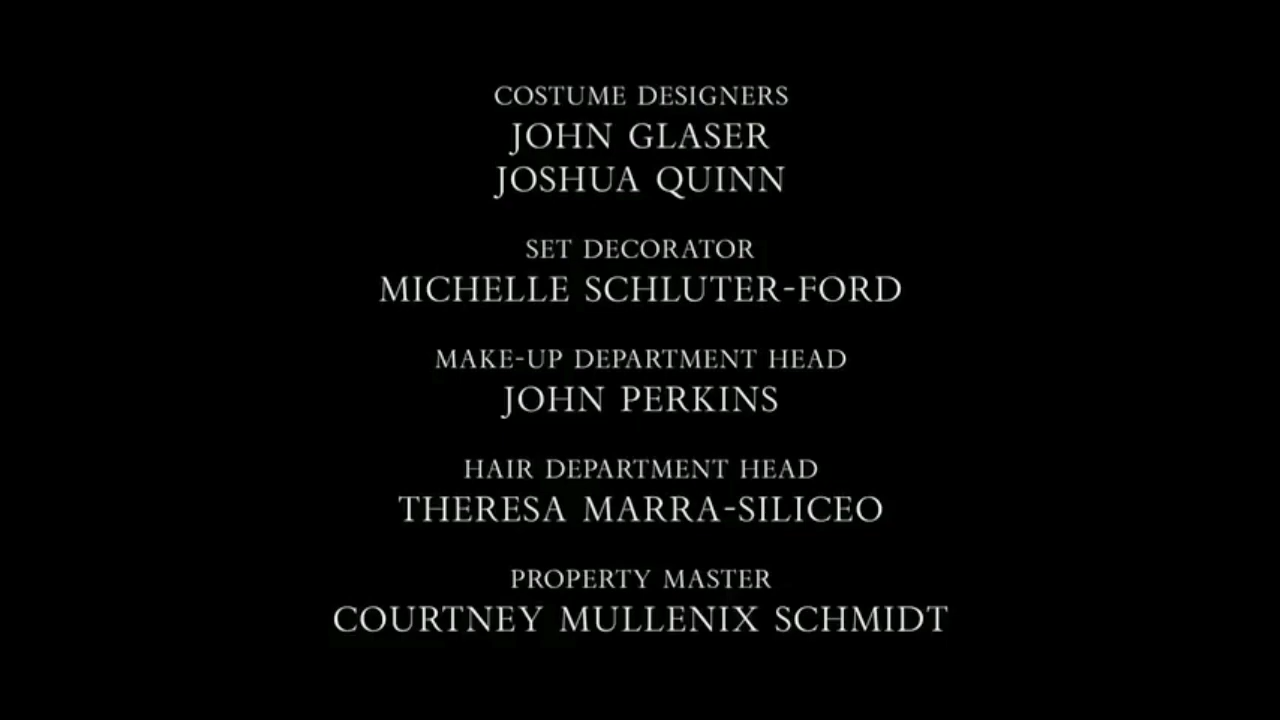 COSTUME DESIGNERS
JOHN GLASER
JOSHUA QUINN
SET DECORATOR
MICHELLE SCHLUTER-FORD
MAKE-UP DEPARTMENT HEAD
JOHN PERKINS
HAIR DEPARTMENT HEAD
THERESA MARRA-SILICEO
PROPERTY MASTER
COURTNEY MULLENIX SCHMIDT